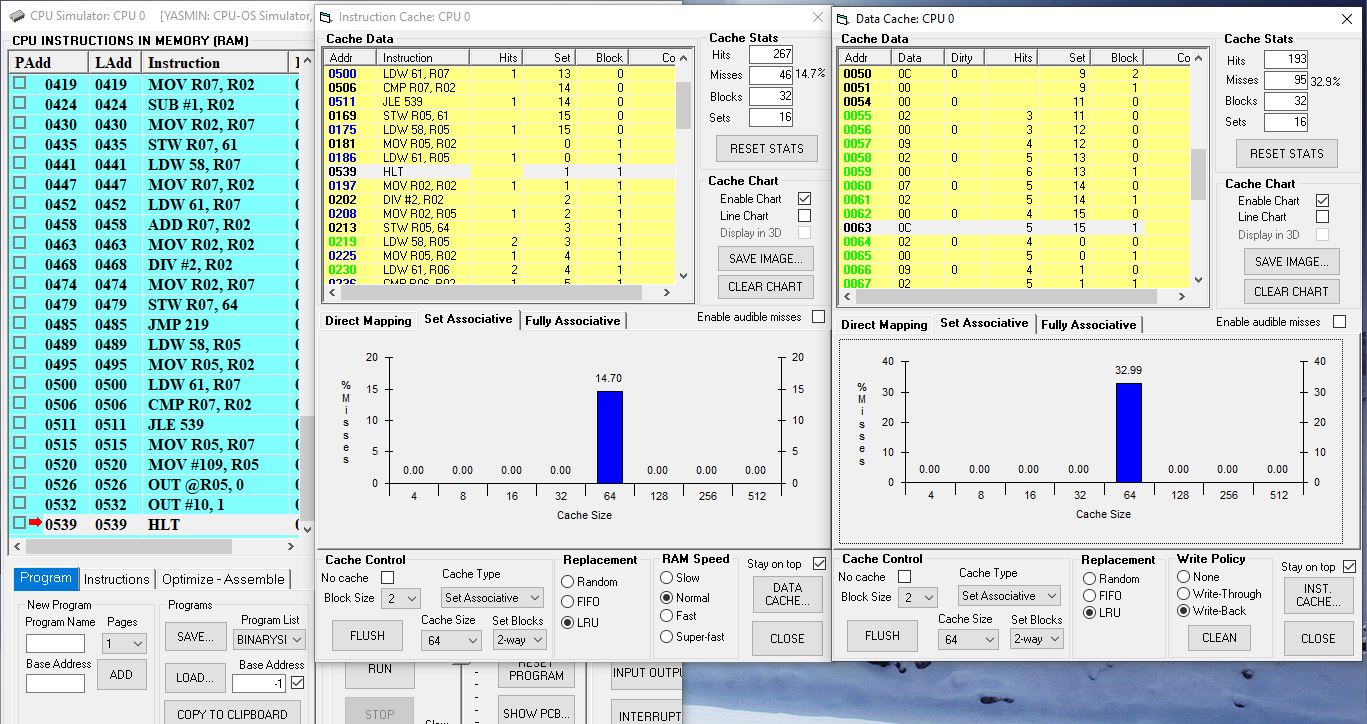 CPU Simulator: CPU 0 [YASMIN: CPU-OS Simulator,
CPU INSTRUCTIONS IN MEMORY (RAM)
PAdd LAdd Instruction
0419 0419 MOV R07, R02
0424 0424 SUB #1, R02
0430 0430 MOV R02, R07
0435 0435 STW R07, 61
0441 0441 LDW 58, R07
0447 0447 MOV R07, R02
0452 0452 LDW 61, R07
0458 0458 ADD R07, R02
0463 0463 MOV R02, R02
0468 0468 DIV #2, R02
0474 0474 MOV R02, R07
0479 0479 STW R07, 64
0485 0485 JMP 219
0489 0489 LDW 58, R05
0495 0495 MOV R05, R02
0500 0500 LDW 61, R07
0506 0506 CMP R07, R02
0511 0511 JLE 539
0515 0515 MOV R05, R07
0520 0520 MOV #109, R05
0526 0526 OUT @R05, 0
0532 0532 OUT #10, 1
0539 0539 HLT
Program Instructions Optimize - Assemble
New Program
Program Name Pages
1
Base Address
ADD
Programs
SAVE...
Program List
BINARYSI
LOAD...
Base Address
-1
COPY TO CLIPBOARD
RUN
STOP
RESET
PROGRAM
SHOW PCB...
INPUT OUTPU
INTERRUPT
Instruction Cache: CPU 0
Cache Data
Addr Instruction Hits Set Block Co
0500 LDW 61, R07 1 13 0
0506 CMP R07, R02 14 0
0511 JLE 539 1 14 0
0169 STW R05, 61 15 0
0175 LDW 58, R05 1 15 0
0181 MOV R05, R02 0 1
0186 LDW 61, R05 1 0 1
0539 HLT 1 1
0197 MOV R02, R02 1 1 1
0202 DIV #2, R02 2 1
0208 MOV R02, R05 1 2 1
0213 STW R05, 64 3 1
0219 LDW 58, R05 2 3 1
0225 MOV R05, R02 1 4 1
0230 LDW 61, R06 2 4 1
0236 CMP R06, R02 1 5 1
Cache Stats
Hits 267
Misses 46 14.7%
Blocks 32
Sets 16
RESET STATS
Cache Chart
Enable Chart
Line Chart
Display in 3D
SAVE IMAGE...
CLEAR CHART
Enable audible misses
Direct Mapping Set Associative Fully Associative
% Misses
20 20
15 15
10 10
5 5
0 0
0.00 0.00 0.00 0.00 14.70 0.00 0.00 0.00
4 8 16 32 64 128 256 512
Cache Size
Cache Control
No cache
Block Size 2
FLUSH
Cache Type
Set Associative
Cache Size Set Blocks
64 2-way
Replacement
Random
FIFO
LRU
RAM Speed
Slow
Normal
Fast
Super-fast
Stay on top
DATA
CACHE...
CLOSE
Data Cache: CPU 0
Cache Data
Addr Data Dirty Hits Set Block Co
0050 0C 0 9 2
0051 00 9 1
0054 00 0 11 0
0055 02 3 11 0
0056 00 0 3 12 0
0057 09 4 12 0
0058 02 0 5 13 0
0059 00 6 13 1
0060 07 0 5 14 0
0061 02 5 14 1
0062 00 0 4 15 0
0063 0C 5 15 1
0064 02 0 4 0 0
0065 00 5 0 1
0066 09 0 4 1 0
0067 02 5 1 1
Cache Stats
Hits 193
Misses 95 32.9%
Blocks 32
Sets 16
RESET STATS
Cache Chart
Enable Chart
Line Chart
Display in 3D
SAVE IMAGE...
CLEAR CHART
Enable audible misses
Direct Mapping Set Associative Fully Associative
% Misses
40 40
30 30
20 20
10 10
0 0
0.00 0.00 0.00 0.00 32.99 0.00 0.00 0.00
4 8 16 32 64 128 256 512
Cache Size
Cache Control
No cache
Block Size 2
FLUSH
Cache Type
Set Associative
Cache Size Set Blocks
64 2-way
Replacement
Random
FIFO
LRU
Write Policy
None
Write-Through
Write-Back
CLEAN
Stay on top
INST.
CACHE...
CLOSE